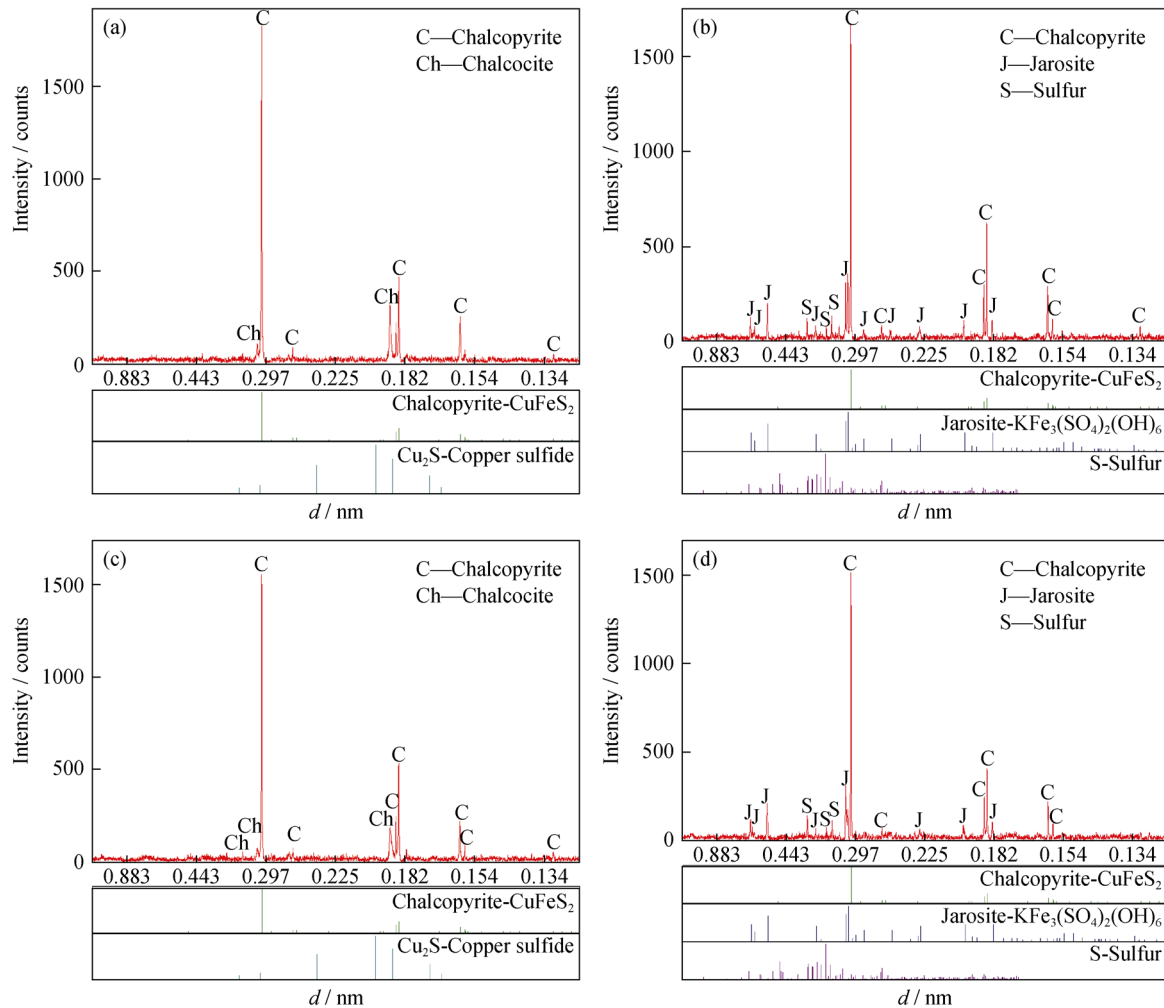 (a)
C
C—Chalcopyrite
Ch—Chalcocite
Intensity / counts
1500
1000
500
0
Ch
C
Ch
C
C
C
0.883 0.443 0.297 0.225 0.182 0.154 0.134
Chalcopyrite-CuFeS2
Cu2S-Copper sulfide
d / nm
(b)
C
C—Chalcopyrite
J—Jarosite
S—Sulfur
Intensity / counts
1500
1000
500
0
J J J S J S S J J C J J J C C J C C C
0.883 0.443 0.297 0.225 0.182 0.154 0.134
Chalcopyrite-CuFeS2
Jarosite-KFe3(SO4)2(OH)6
S-Sulfur
d / nm
(c)
C
C—Chalcopyrite
Ch—Chalcocite
Intensity / counts
1500
1000
500
0
Ch Ch C Ch C C C C C
0.883 0.443 0.297 0.225 0.182 0.154 0.134
Chalcopyrite-CuFeS2
Cu2S-Copper sulfide
d / nm
(d)
C
C—Chalcopyrite
J—Jarosite
S—Sulfur
Intensity / counts
1500
1000
500
0
J J J S J S S J C J J C C J C C C
0.883 0.443 0.297 0.225 0.182 0.154 0.134
Chalcopyrite-CuFeS2
Jarosite-KFe3(SO4)2(OH)6
S-Sulfur
d / nm